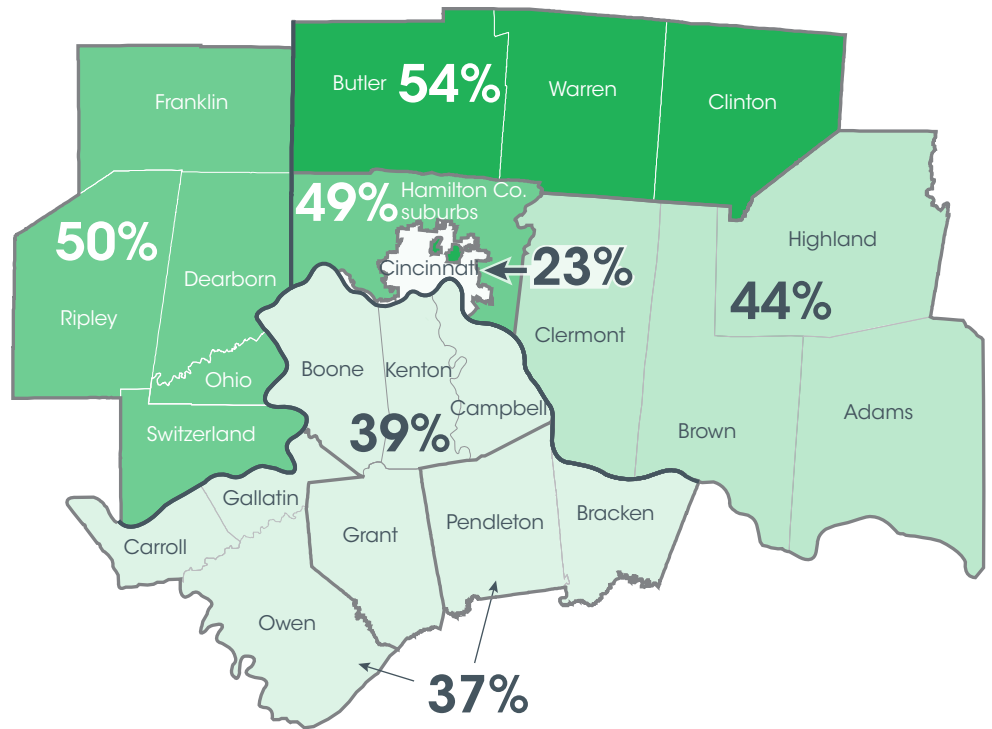 Butler
54%
Warren
Clinton
Franklin
49%
Hamilton Co.
suburbs
50%
Highland
Cincinnati
23%
Dearborn
44%
Ripley
Clermont
Boone
Kenton
Ohio
Campbell
Adams
39%
Brown
Switzerland
Gallatin
Bracken
Pendleton
Grant
Carroll
Owen
37%